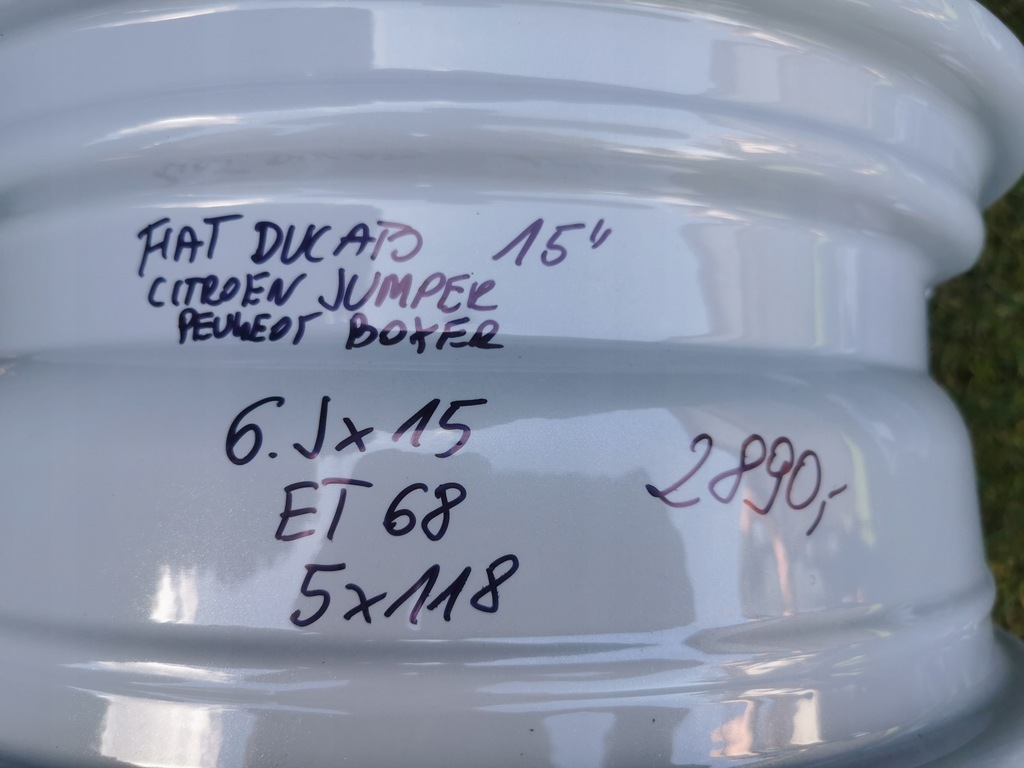 FIAT DUCATO 15"
CITROEN JUMPER
PEUGEOT BOXER
6.Jx15
ET 68
5x118
2890,-